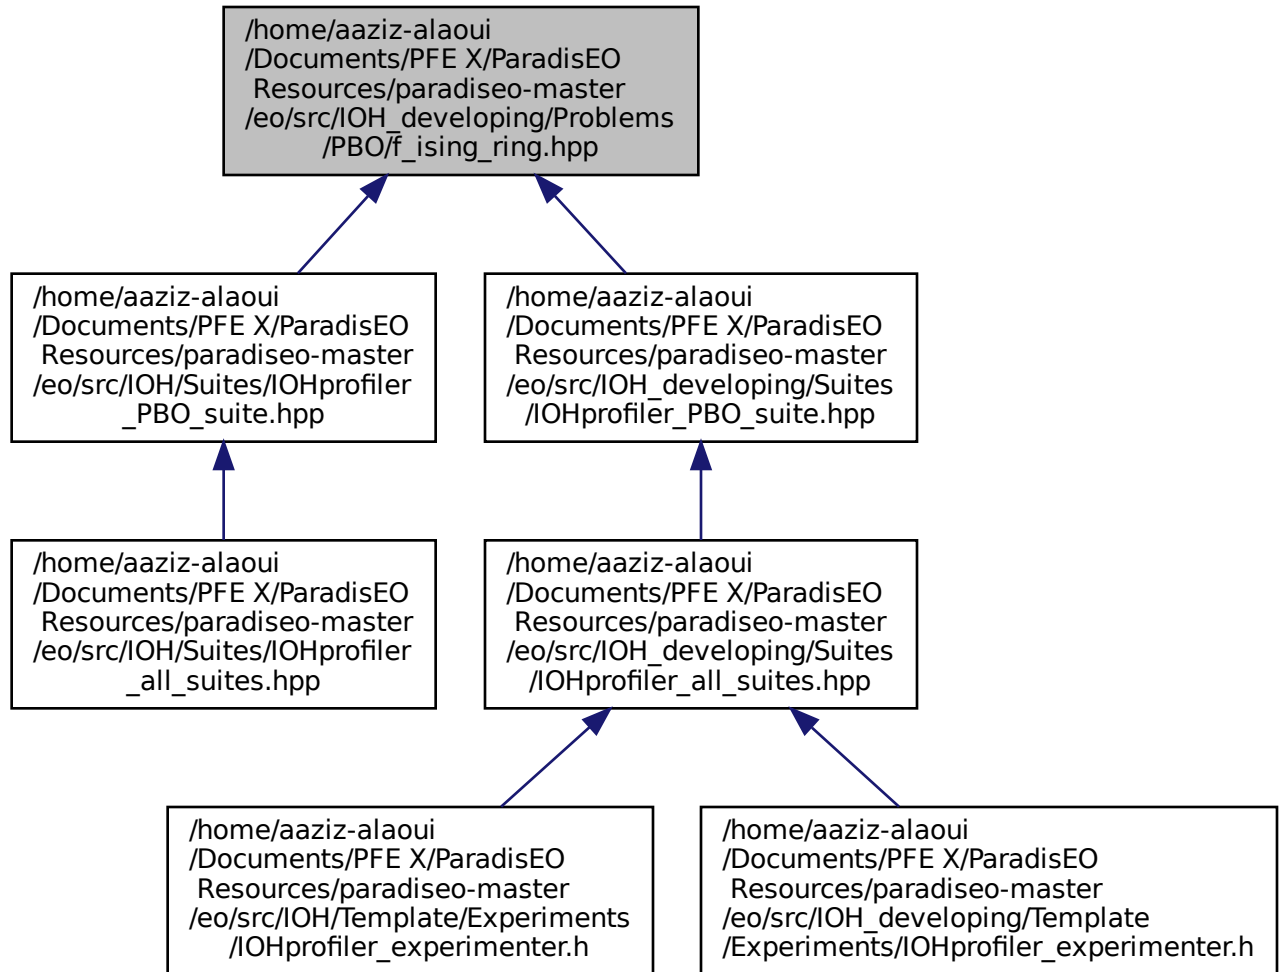 /home/aaziz-alaoui
/Documents/PFE X/ParadisEO
Resources/paradiseo-master
/eo/src/IOH_developing/Problems
/PBO/f_ising_ring.hpp
/home/aaziz-alaoui
/Documents/PFE X/ParadisEO
Resources/paradiseo-master
/eo/src/IOH/Suites/IOHprofiler
_PBO_suite.hpp
/home/aaziz-alaoui
/Documents/PFE X/ParadisEO
Resources/paradiseo-master
/eo/src/IOH_developing/Suites
/IOHprofiler_PBO_suite.hpp
/home/aaziz-alaoui
/Documents/PFE X/ParadisEO
Resources/paradiseo-master
/eo/src/IOH/Suites/IOHprofiler
_all_suites.hpp
/home/aaziz-alaoui
/Documents/PFE X/ParadisEO
Resources/paradiseo-master
/eo/src/IOH_developing/Suites
/IOHprofiler_all_suites.hpp
/home/aaziz-alaoui
/Documents/PFE X/ParadisEO
Resources/paradiseo-master
/eo/src/IOH/Template/Experiments
/IOHprofiler_experimenter.h
/home/aaziz-alaoui
/Documents/PFE X/ParadisEO
Resources/paradiseo-master
/eo/src/IOH_developing/Template
/Experiments/IOHprofiler_experimenter.h